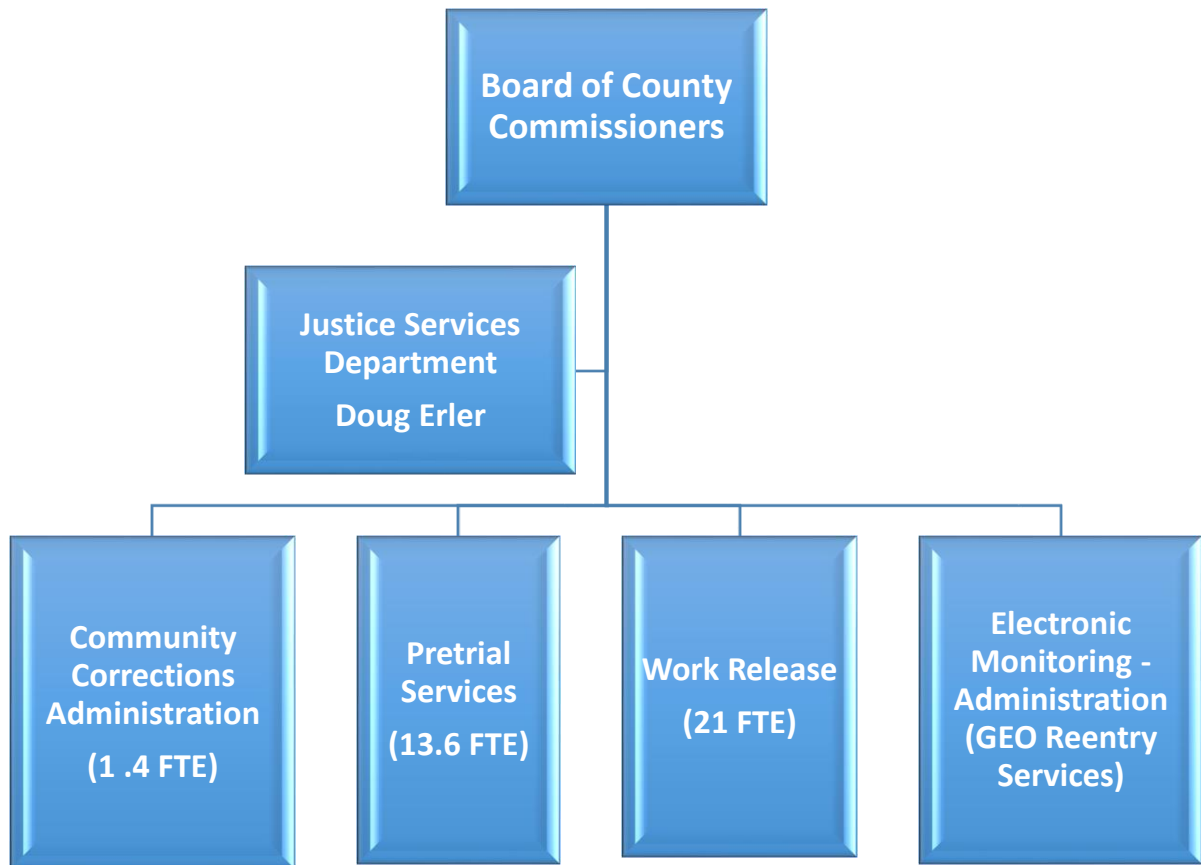 Board of County
Commissioners
Justice Services
Department
Doug Erler
Community
Corrections
Administration
(1 .4 FTE)
Pretrial
Services
(13.6 FTE)
Work Release
(21 FTE)
Electronic
Monitoring -
Administration
(GEO Reentry
Services)